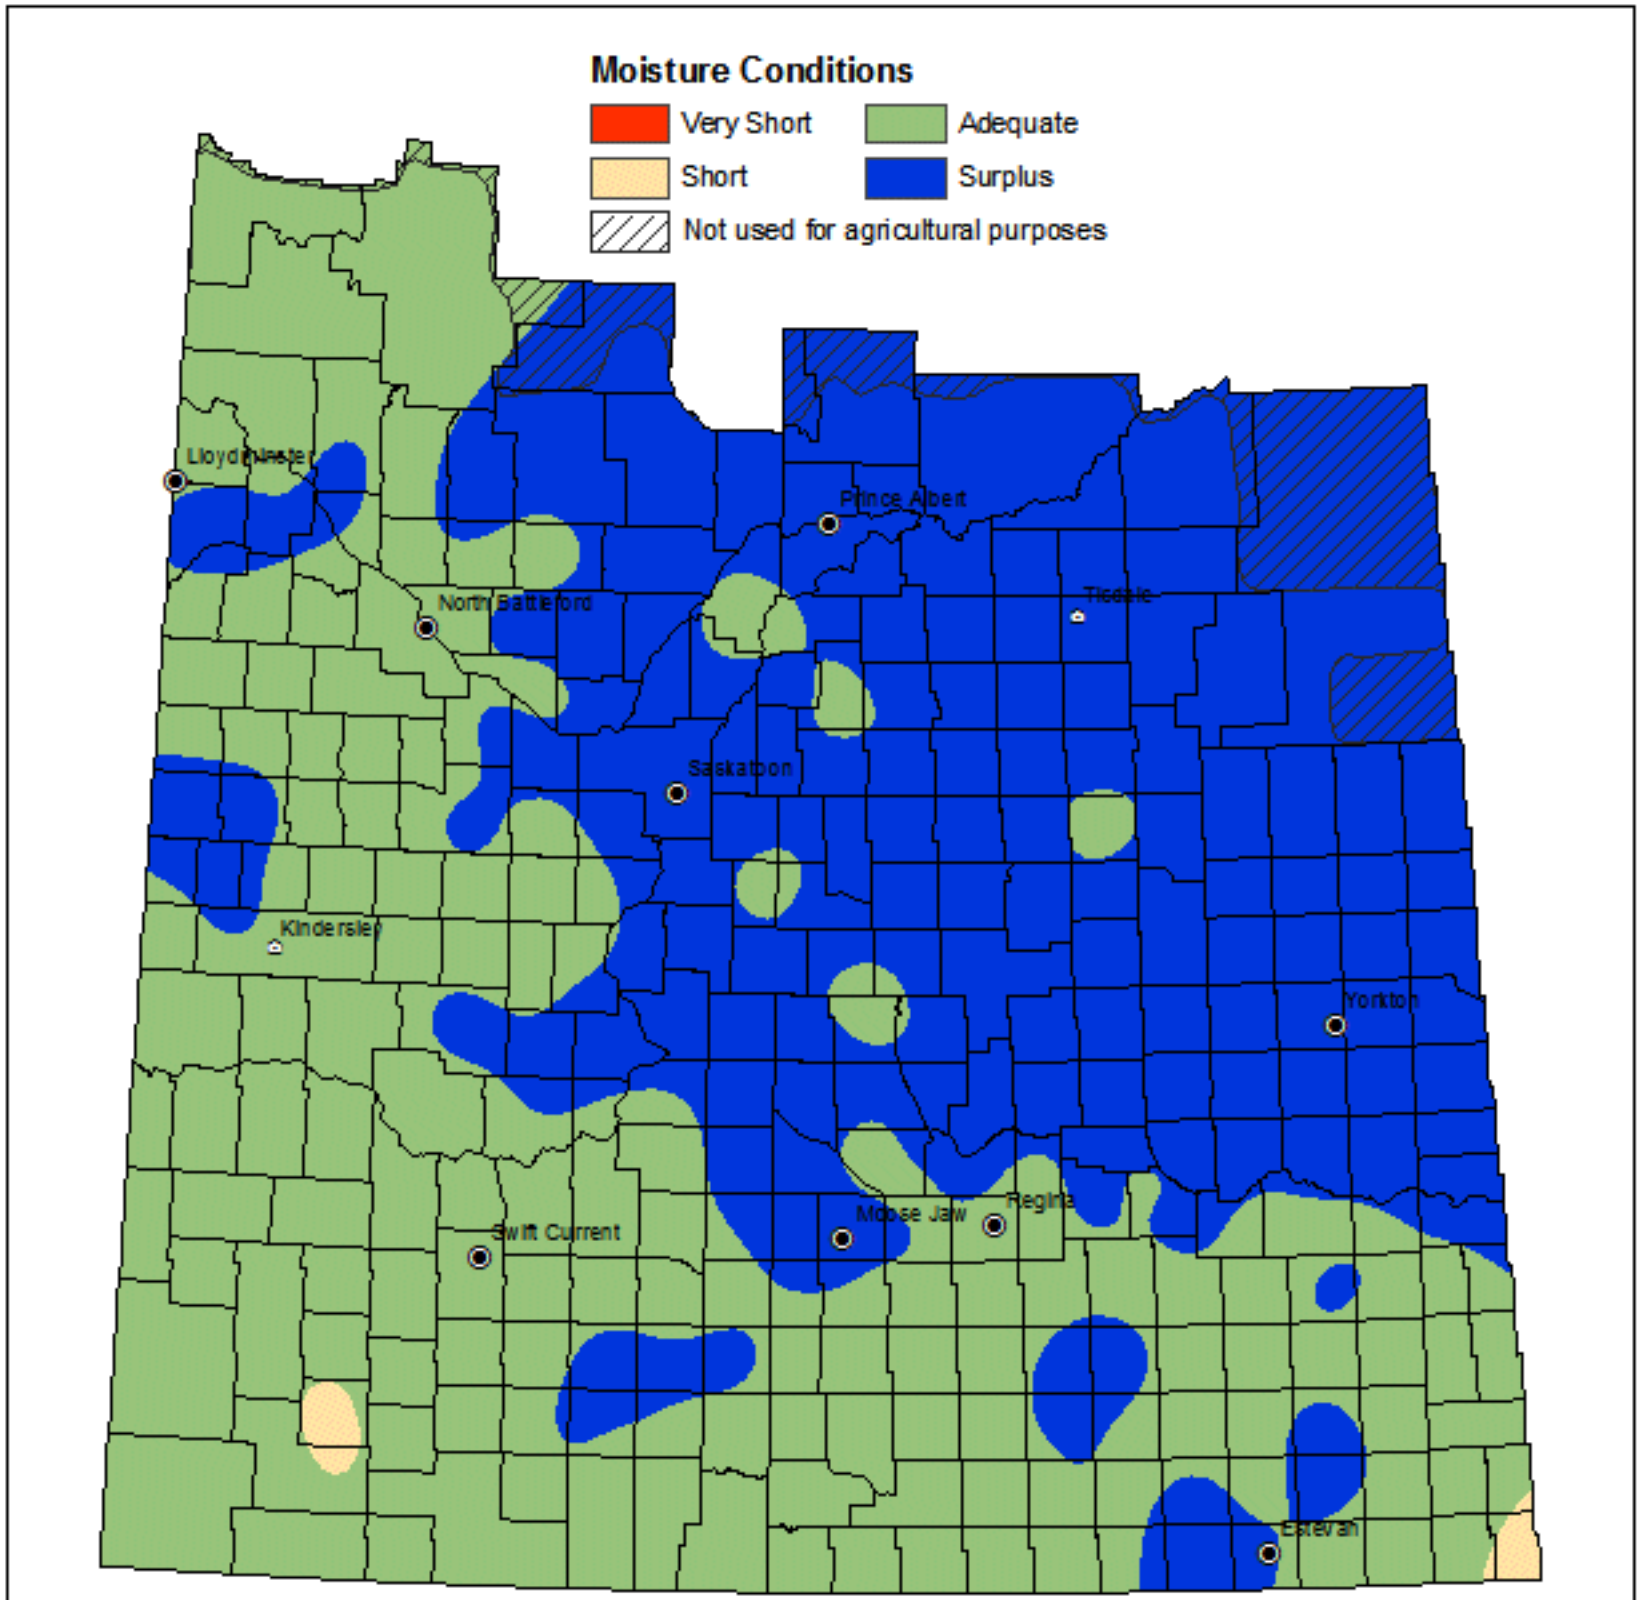 Moisture Conditions
Very Short
Adequate
Short
Surplus
Not used for agricultural purposes
Lloydminster
Prince Albert
Tisdale
North Battleford
Saskatoon
Kindersley
Yorkton
Regina
Moose Jaw
Swift Current
Estevan